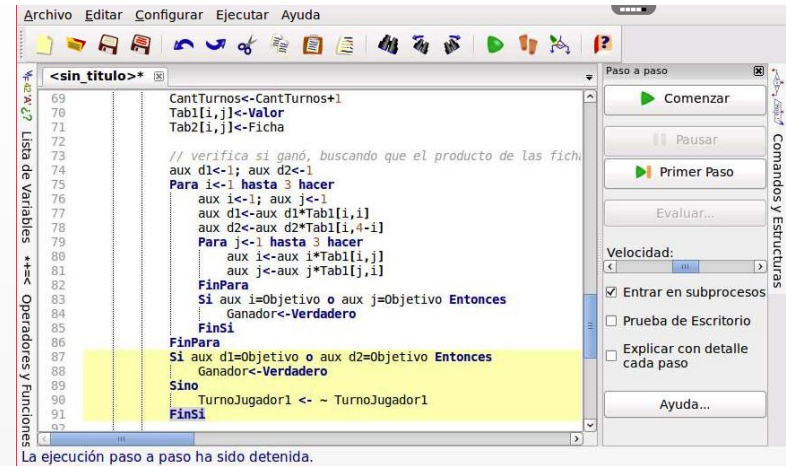 Archivo Editar Configurar Ejecutar Ayuda
<sin_titulo>*
69 CantTurnos<-CantTurnos+1
70 Tab1[i,j]<-Valor
71 Tab2[i,j]<-Ficha
72
73 // verifica si ganó, buscando que el producto de las fich
74 aux d1<-1; aux d2<-1
75 Para i<-1 hasta 3 hacer
76 aux i<-1; aux j<-1
77 aux d1<-aux d1*Tab1[i,i]
78 aux d2<-aux d2*Tab1[i,4-i]
79 Para j<-1 hasta 3 hacer
80 aux i<-aux i*Tab1[i,j]
81 aux j<-aux j*Tab1[j,i]
82 FinPara
83 Si aux i=Objetivo o aux j=Objetivo Entonces
84 Ganador<-Verdadero
85 FinSi
86 FinPara
87 Si aux d1=Objetivo o aux d2=Objetivo Entonces
88 Ganador<-Verdadero
89 Sino
90 TurnoJugador1 <- ~ TurnoJugador1
91 FinSi
92
Lista de Variables
*+=< Operadores y Funciones
Paso a paso
Comenzar
Pausar
Primer Paso
Evaluar...
Velocidad:
Entrar en subprocesos
Prueba de Escritorio
Explicar con detalle
cada paso
Ayuda...
Comandos y Estructuras
La ejecución paso a paso ha sido detenida.